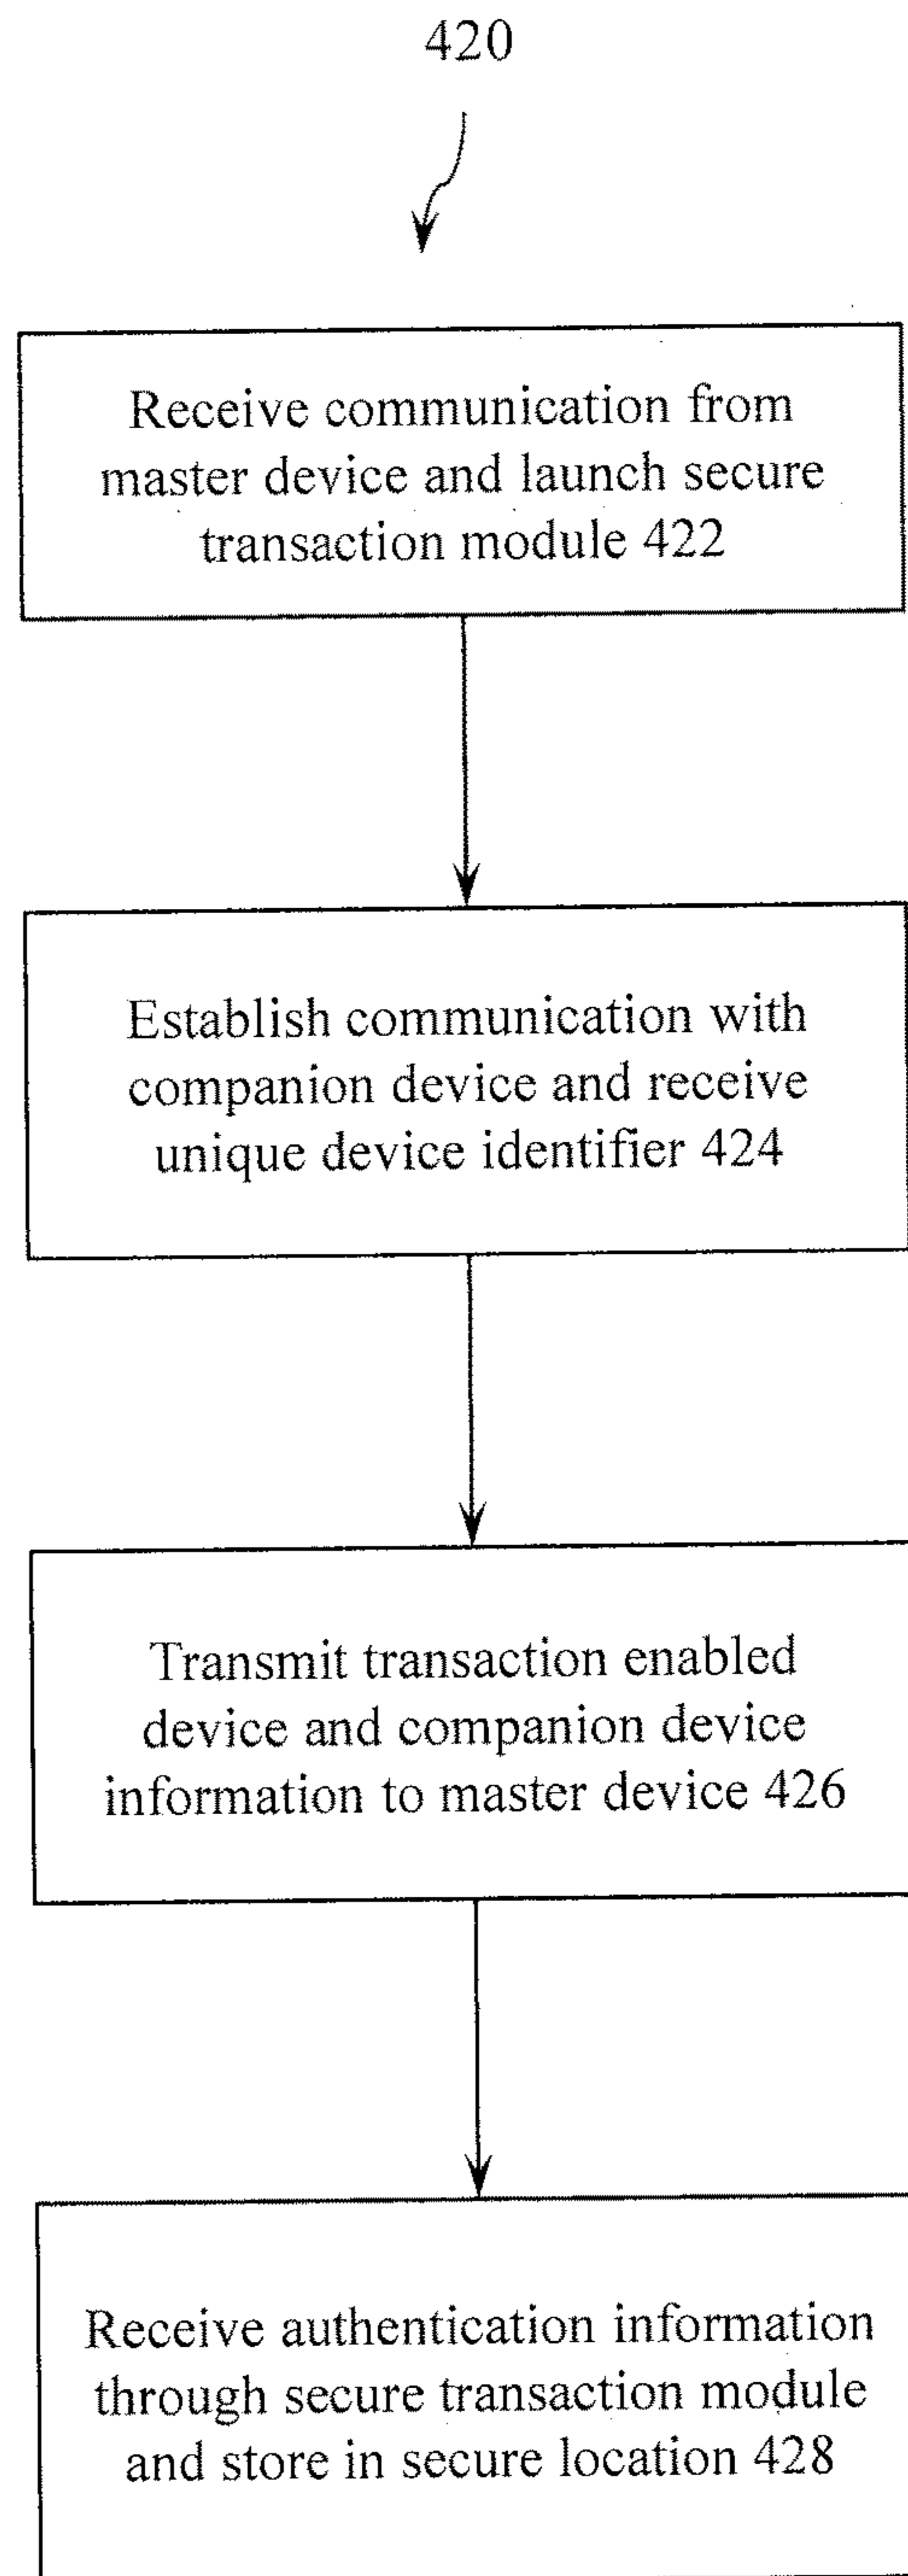 420
Receive communication from
master device and launch secure
transaction module 422
Establish communication with
companion device and receive
unique device identifier 424
Transmit transaction enabled
device and companion device
information to master device 426
Receive authentication information
through secure transaction module
and store in secure location 428